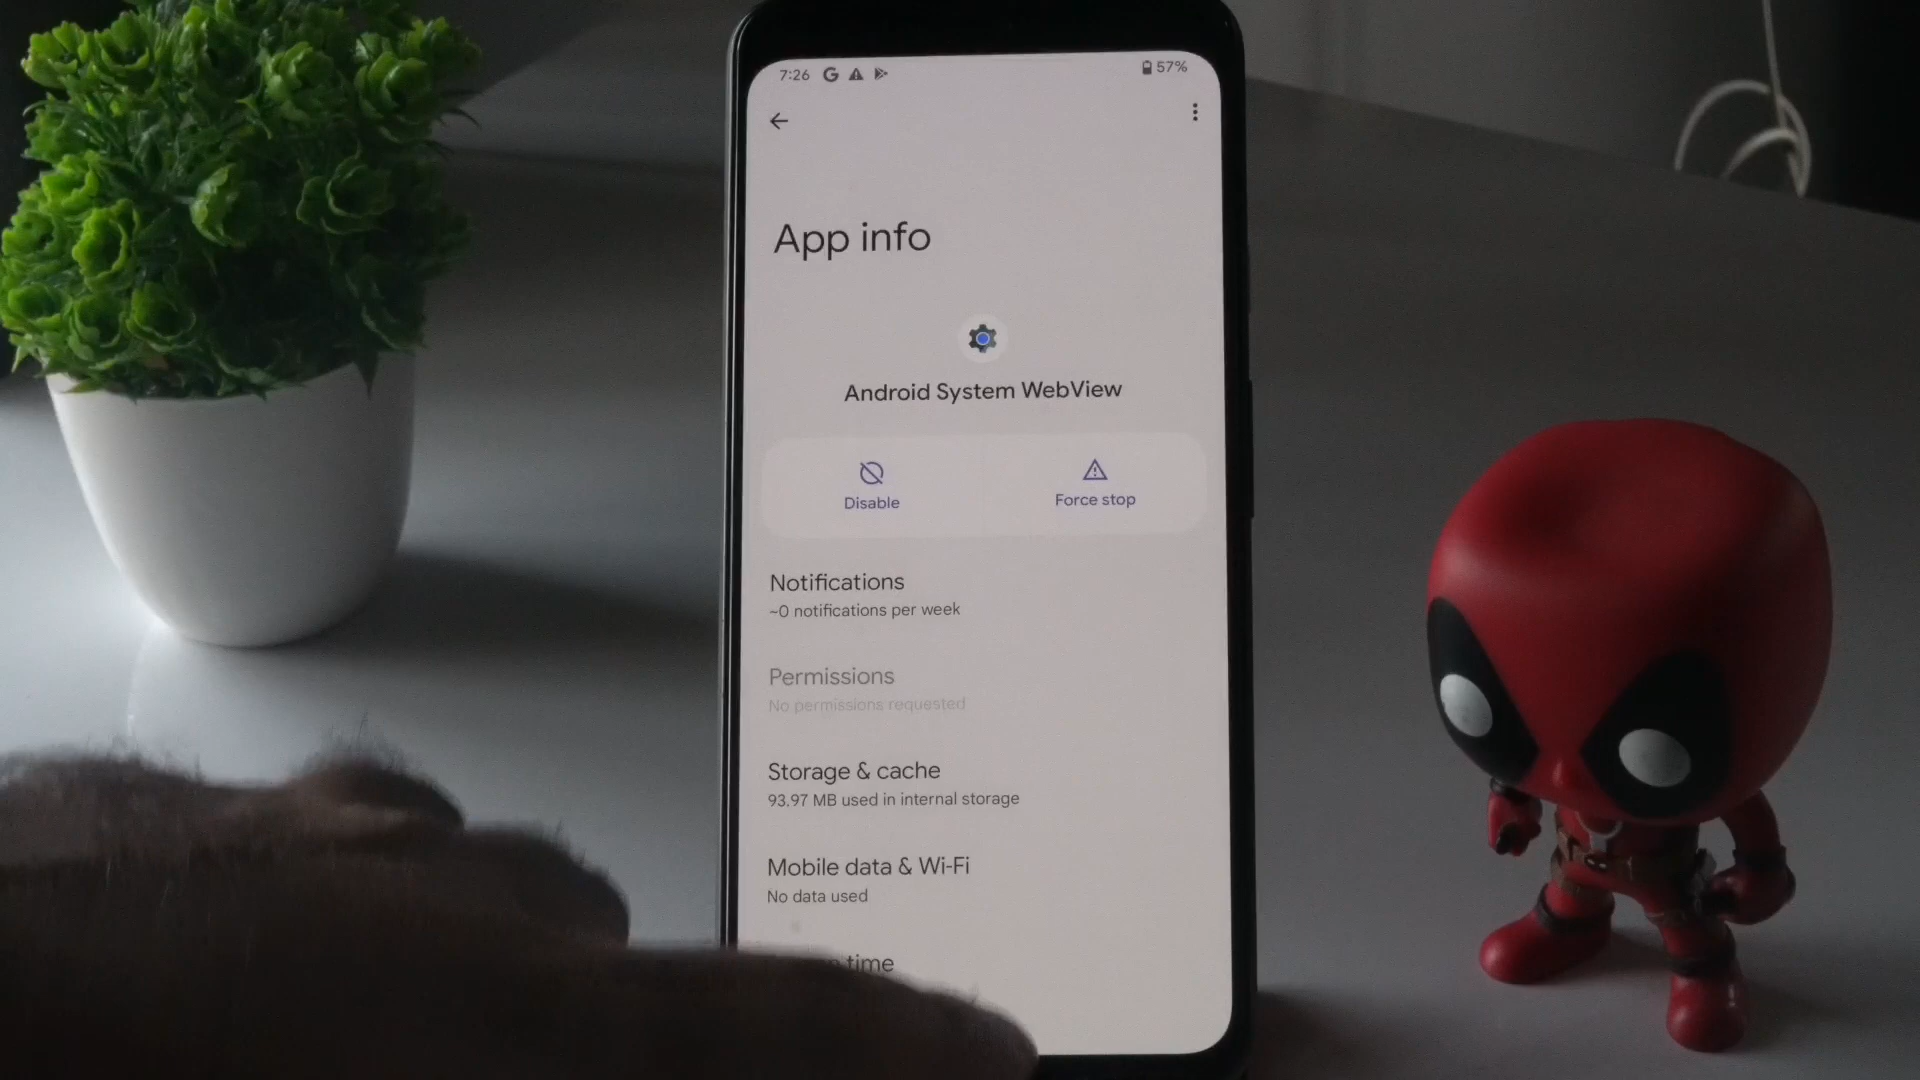 7:26 G 57%
App info
Android System WebView
Disable
Force stop
Notifications
~0 notifications per week
Permissions
No permissions requested
Storage & cache
93.97 MB used in internal storage
Mobile data & Wi-Fi
No data used
time